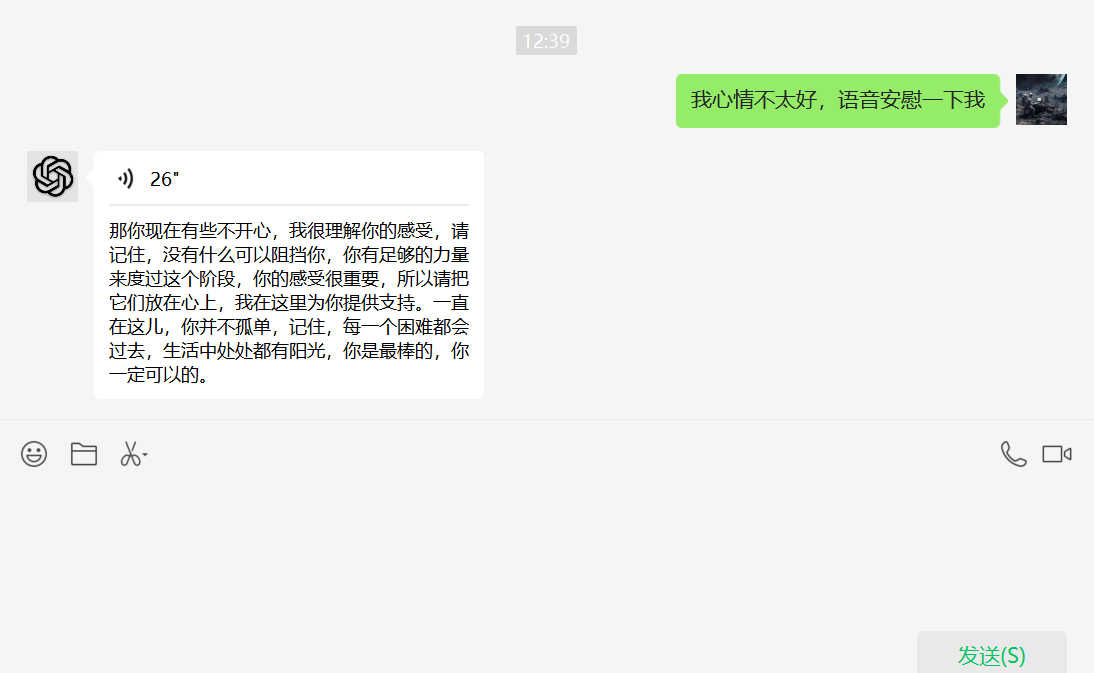 12:39
我心情不太好，语音安慰一下我
26"
那你现在有些不开心，我很理解你的感受，请
记住，没有什么可以阻挡你，你有足够的力量
来度过这个阶段，你的感受很重要，所以请把
它们放在心上，我在这里为你提供支持。一直
在这儿，你并不孤单，记住，每一个困难都会
过去，生活中处处都有阳光，你是最棒的，你
一定可以的。
发送(S)